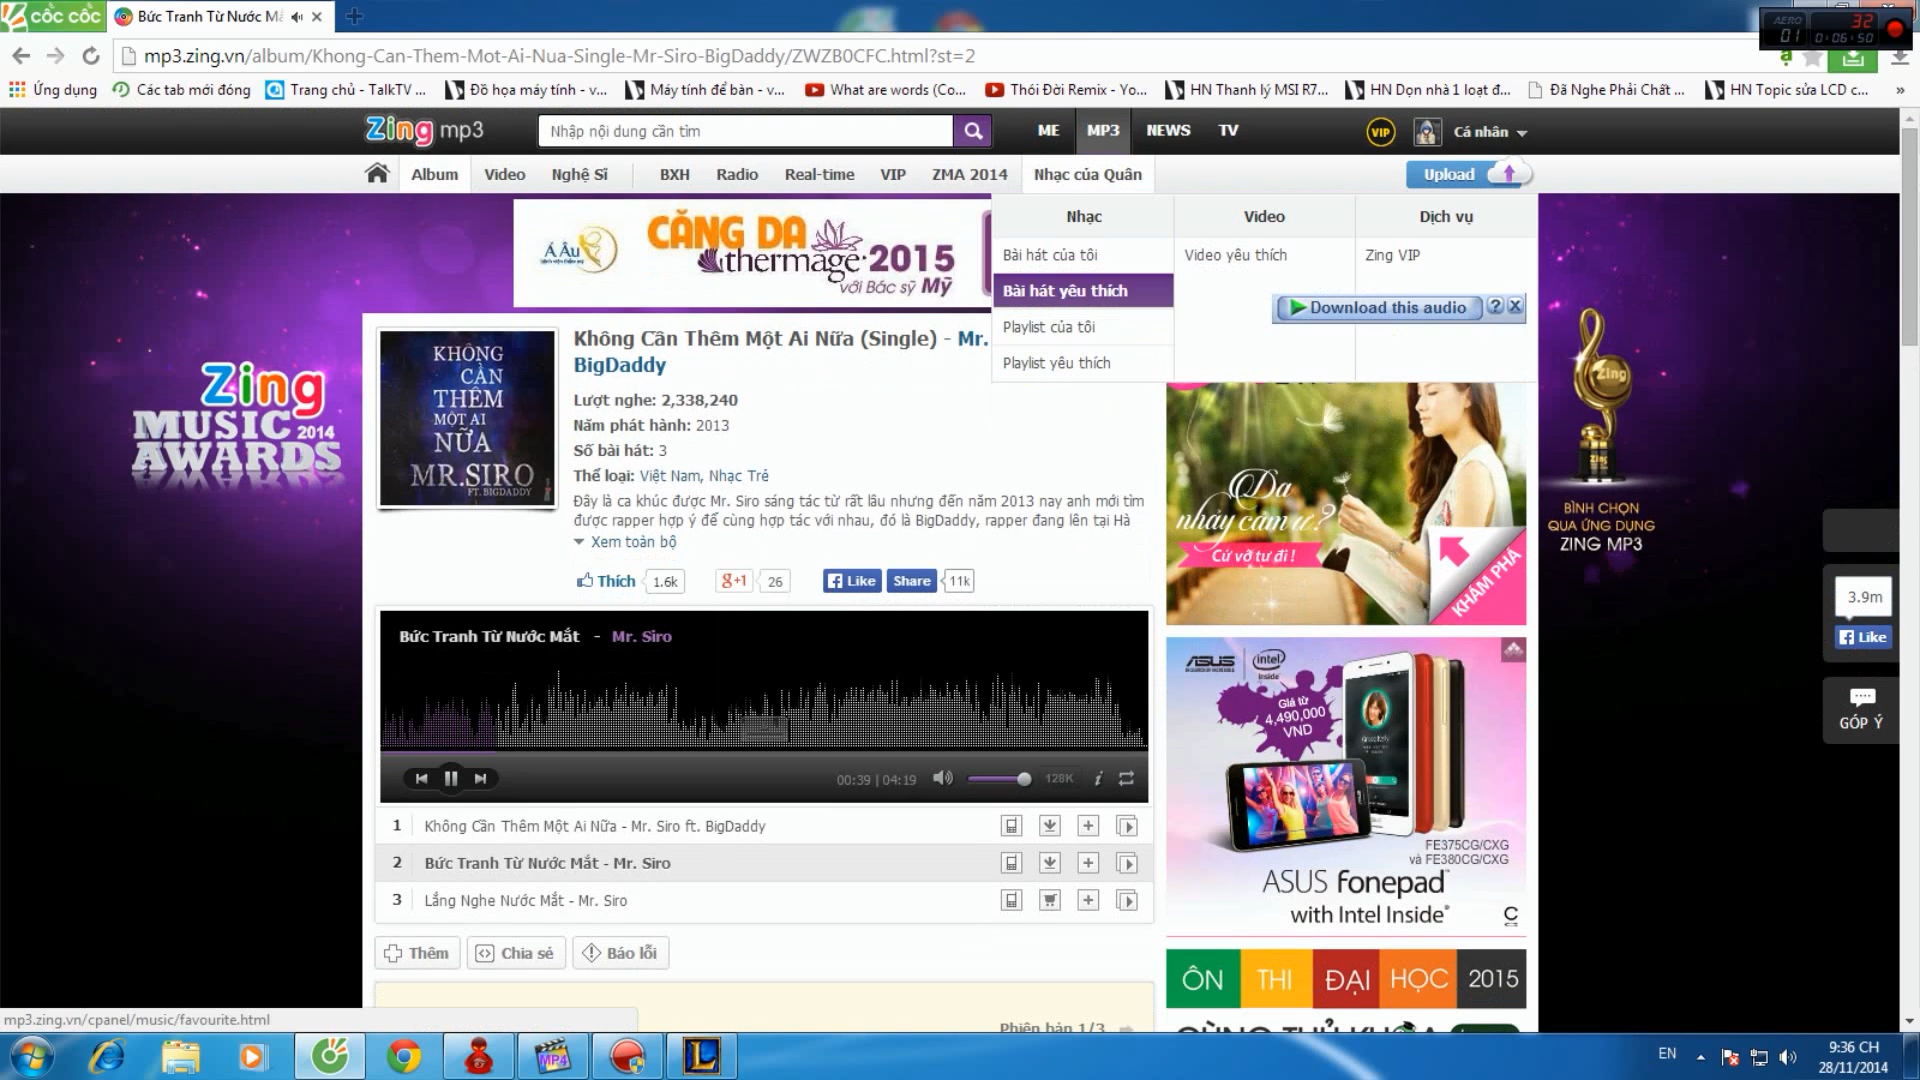 cốc cốc
Bức Tranh Từ Nước Mắ
AERO
01
32
0:06:50
mp3.zing.vn/album/Khong-Can-Them-Mot-Ai-Nua-Single-Mr-Siro-BigDaddy/ZWZB0CFC.html?st=2
Ứng dụng
Các tab mới đóng
Trang chủ - TalkTV ...
Đồ họa máy tính - v...
Máy tính để bàn - v...
What are words (Co...
Thói Đời Remix - Yo...
HN Thanh lý MSI R7...
HN Dọn nhà 1 loạt đ...
Đã Nghe Phải Chất ...
HN Topic sửa LCD c...
»
Zing mp3
Nhập nội dung cần tìm
ME
MP3
NEWS
TV
VIP
Cá nhân
Album
Video
Nghệ Sĩ
BXH
Radio
Real-time
VIP
ZMA 2014
Nhạc của Quân
Upload
Nhạc
Video
Dịch vụ
Bài hát của tôi
Video yêu thích
Zing VIP
Bài hát yêu thích
Playlist của tôi
Playlist yêu thích
Download this audio
Á ÂU
CĂNG DA
thermage 2015
với Bác sỹ Mỹ
Zing
MUSIC 2014
AWARDS
KHÔNG
CẦN
THÊM
MỘT AI
NỮA
MR.SIRO
FT. BIGDADDY
Không Cần Thêm Một Ai Nữa (Single) - Mr.
BigDaddy
Lượt nghe: 2,338,240
Năm phát hành: 2013
Số bài hát: 3
Thể loại: Việt Nam, Nhạc Trẻ
Đây là ca khúc được Mr. Siro sáng tác từ rất lâu nhưng đến năm 2013 nay anh mới tìm
được rapper hợp ý để cùng hợp tác với nhau, đó là BigDaddy, rapper đang lên tại Hà
Xem toàn bộ
Thích 1.6k
g+1 26
Like Share 11k
Bức Tranh Từ Nước Mắt - Mr. Siro
00:39 | 04:19
128K
1 Không Cần Thêm Một Ai Nữa - Mr. Siro ft. BigDaddy
2 Bức Tranh Từ Nước Mắt - Mr. Siro
3 Lắng Nghe Nước Mắt - Mr. Siro
Thêm
Chia sẻ
Báo lỗi
Phiên bản 1/3
Da
nhạy cảm ư?
Cứ vỡ tư đi !
KHÁM PHÁ
Zing
Zing
BÌNH CHỌN
QUA ỨNG DỤNG
ZING MP3
3.9m
Like
GÓP Ý
ASUS
intel
inside
Giá từ
4,490,000
VND
FE375CG/CXG
và FE380CG/CXG
ASUS fonepad
with Intel Inside®
ÔN THI ĐẠI HỌC 2015
mp3.zing.vn/cpanel/music/favourite.html
MP4
L
EN
9:36 CH
28/11/2014